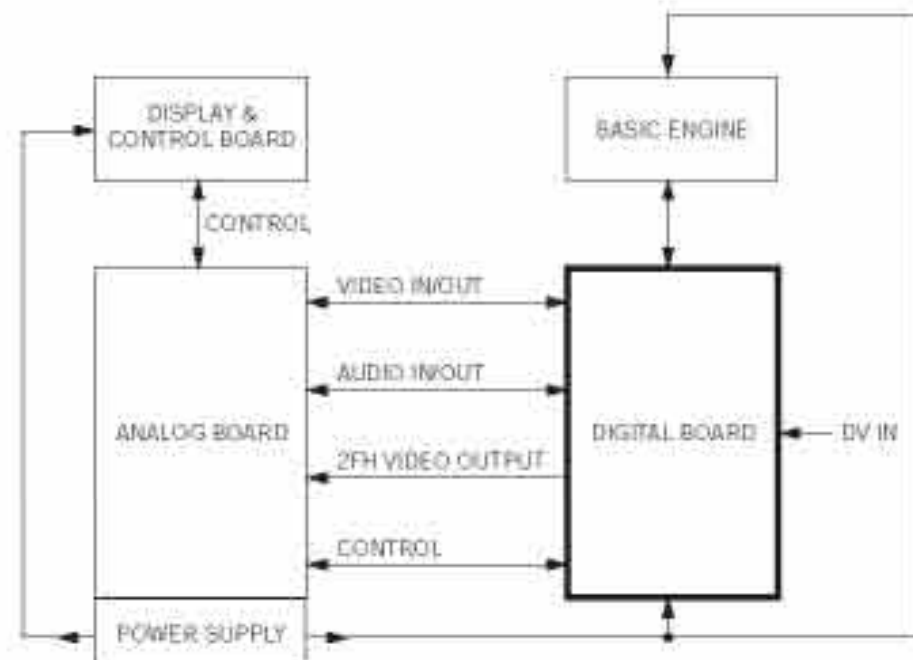 DISPLAY &
CONTROL BOARD
BASIC ENGINE
CONTROL
VIDEO IN/OUT
AUDIO IN/OUT
ANALOG BOARD
DIGITAL BOARD
DV IN
2FH VIDEO OUTPUT
CONTROL
POWER SUPPLY